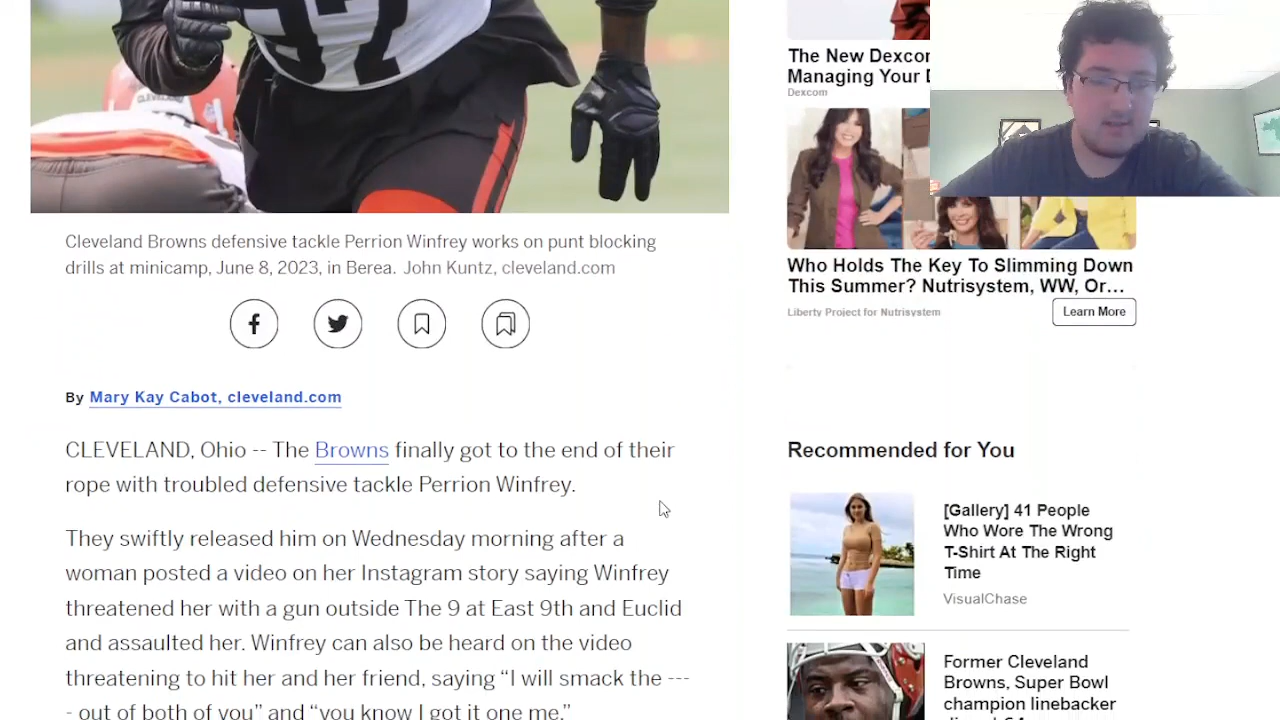 97
CLEVELAND
Cleveland Browns defensive tackle Perrion Winfrey works on punt blocking
drills at minicamp, June 8, 2023, in Berea. John Kuntz, cleveland.com
By Mary Kay Cabot, cleveland.com
CLEVELAND, Ohio -- The Browns finally got to the end of their
rope with troubled defensive tackle Perrion Winfrey.
They swiftly released him on Wednesday morning after a
woman posted a video on her Instagram story saying Winfrey
threatened her with a gun outside The 9 at East 9th and Euclid
and assaulted her. Winfrey can also be heard on the video
threatening to hit her and her friend, saying “I will smack the ---
- out of both of you” and “you know I got it one me.”
The New Dexcom
Managing Your
Dexcom
Who Holds The Key To Slimming Down
This Summer? Nutrisystem, WW, Or...
Liberty Project for Nutrisystem
Learn More
Recommended for You
[Gallery] 41 People
Who Wore The Wrong
T-Shirt At The Right
Time
VisualChase
Former Cleveland
Browns, Super Bowl
champion linebacker